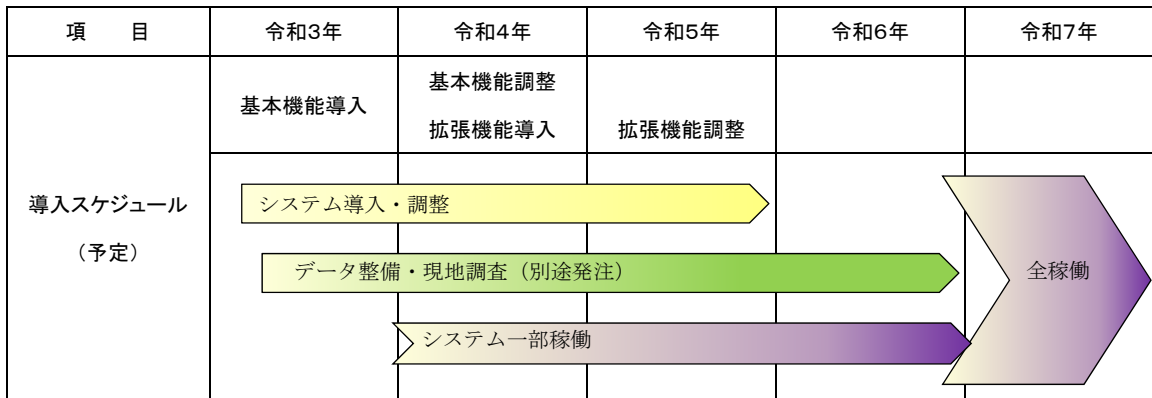 項　目 令和3年 令和4年 令和5年 令和6年 令和7年
基本機能調整
基本機能導入
拡張機能導入 拡張機能調整
導入スケジュール
（予定）
システム導入・調整
データ整備・現地調査（別途発注）
全稼働
システム一部稼働